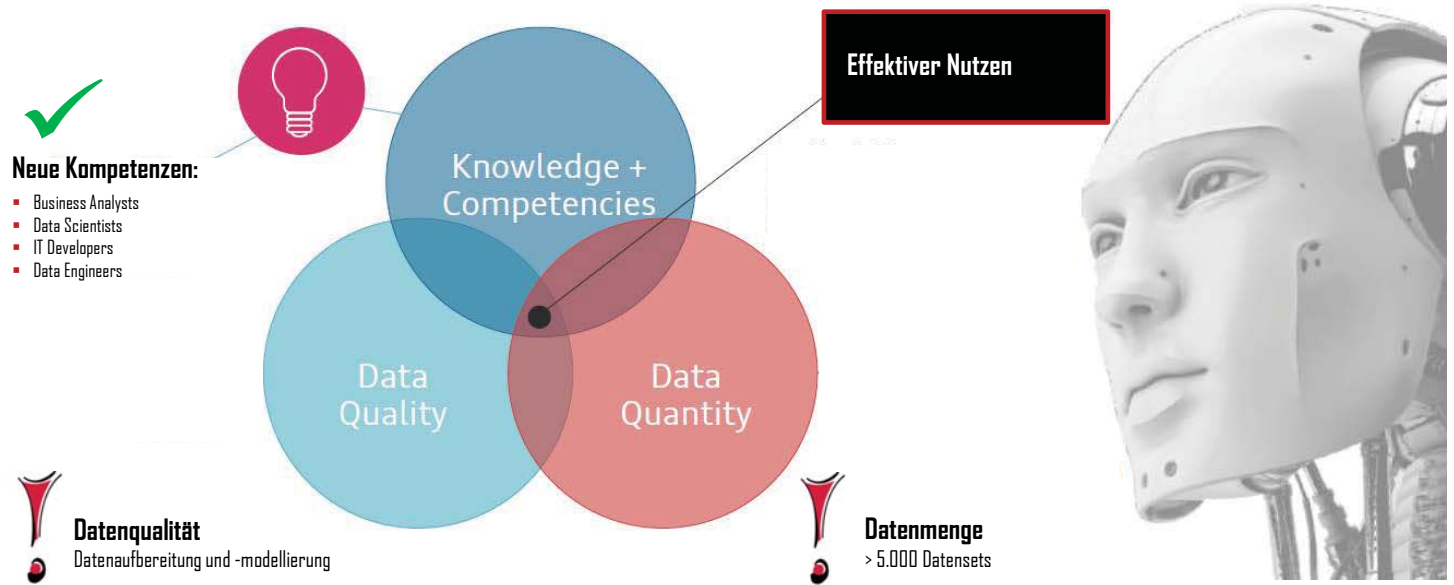 Effektiver Nutzen
Neue Kompetenzen:
Business Analysts
Data Scientists
IT Developers
Data Engineers
Knowledge +
Competencies
Data
Quality
Data
Quantity
Datenqualität
Datenaufbereitung und -modellierung
Datenmenge
> 5.000 Datensets